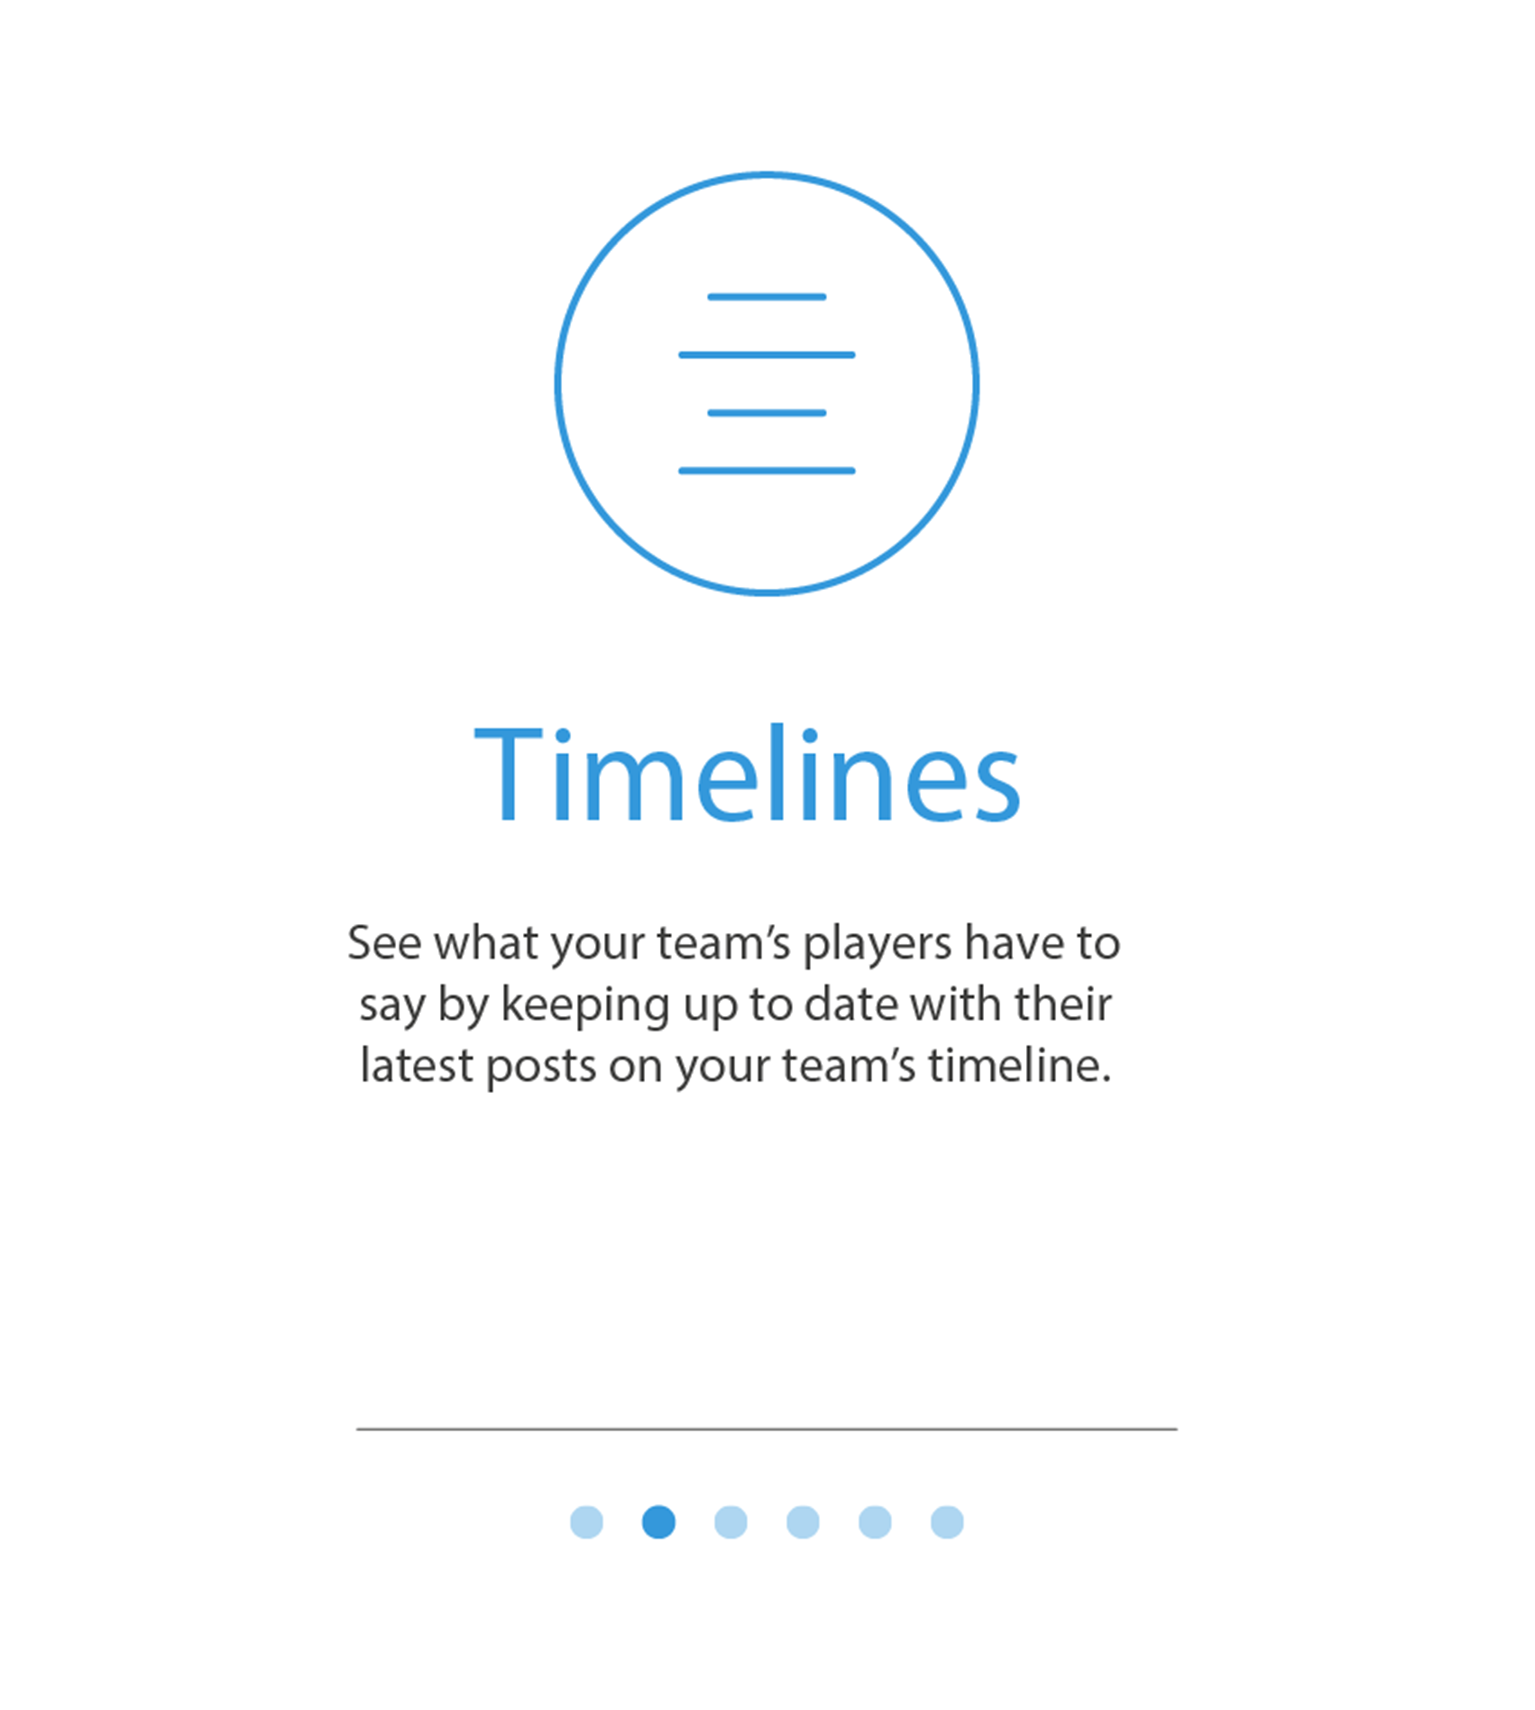 Timelines
See what your team’s players have to
say by keeping up to date with their
latest posts on your team’s timeline.